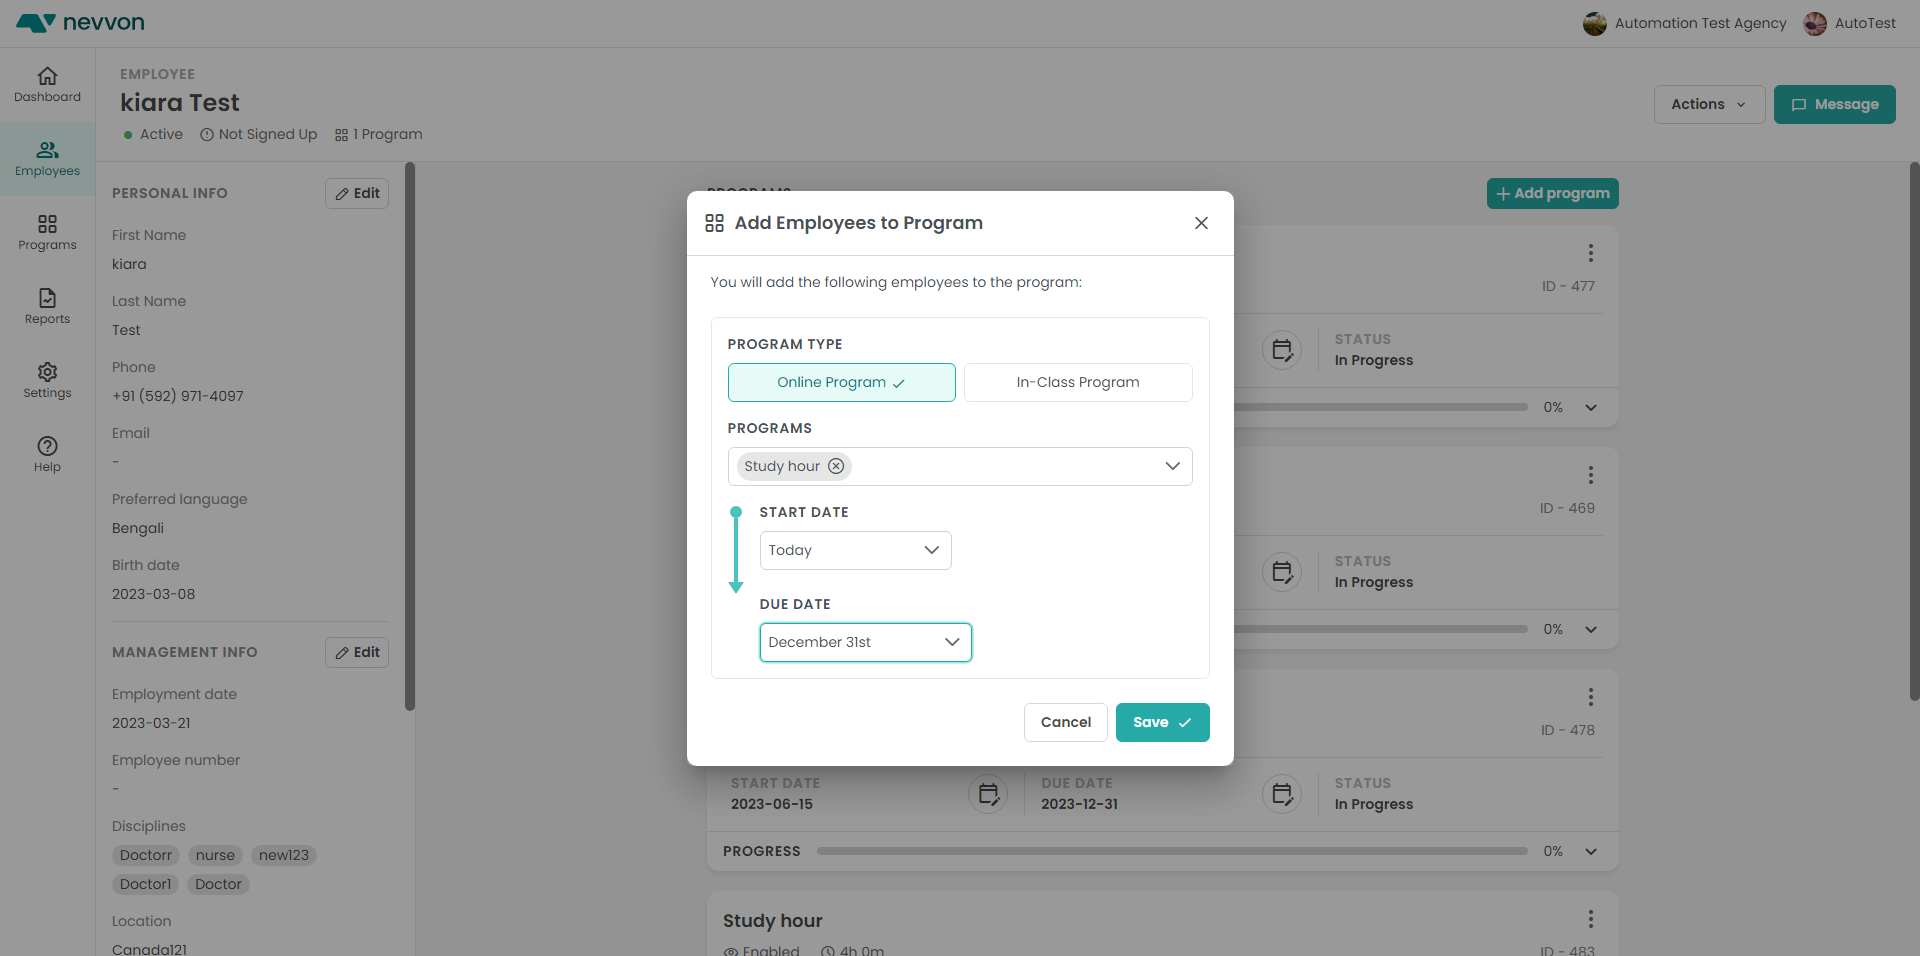 nevvon
Automation Test Agency
AutoTest
Dashboard
Employees
Programs
Reports
Settings
Help
EMPLOYEE
kiara Test
Active
Not Signed Up
1 Program
Actions
Message
PERSONAL INFO
Edit
First Name
kiara
Last Name
Test
Phone
+91 (592) 971-4097
Email
-
Preferred language
Bengali
Birth date
2023-03-08
MANAGEMENT INFO
Edit
Employment date
2023-03-21
Employee number
-
Disciplines
Doctorr nurse new123
Doctor1 Doctor
Location
Canada121
PROGRAMS
Add program
Add Employees to Program
You will add the following employees to the program:
PROGRAM TYPE
Online Program
In-Class Program
PROGRAMS
Study hour
START DATE
Today
DUE DATE
December 31st
Cancel
Save
ID - 477
STATUS
In Progress
0%
ID - 469
STATUS
In Progress
0%
ID - 478
START DATE
2023-06-15
DUE DATE
2023-12-31
STATUS
In Progress
PROGRESS
0%
Study hour
Enabled
4h 0m
ID - 483